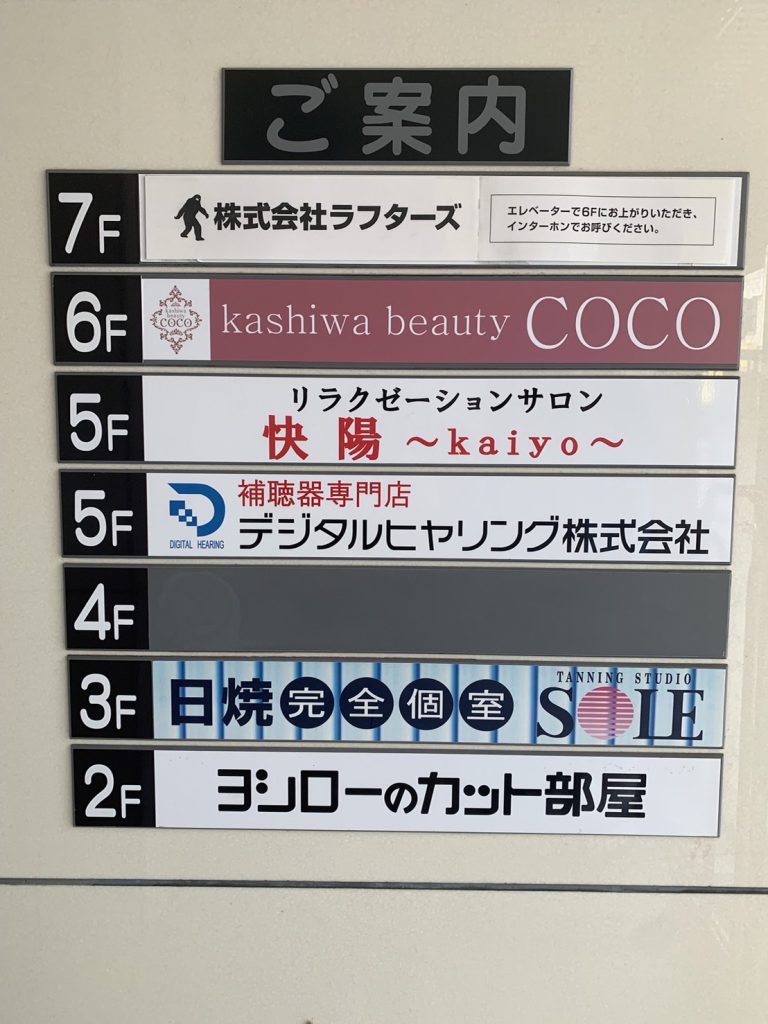 ご案内
7F
株式会社ラフターズ
エレベーターで6Fにお上がりいただき、
インターホンでお呼びください。
6F
kashiwa
beauty
COCO
kashiwa beauty COCO
5F
リラクゼーションサロン
快陽 ～kaiyo～
5F
DIGITAL HEARING
補聴器専門店
デジタルヒヤリング株式会社
4F
3F
日焼完全個室
TANNING STUDIO
SOLE
2F
ヨシローのカット部屋